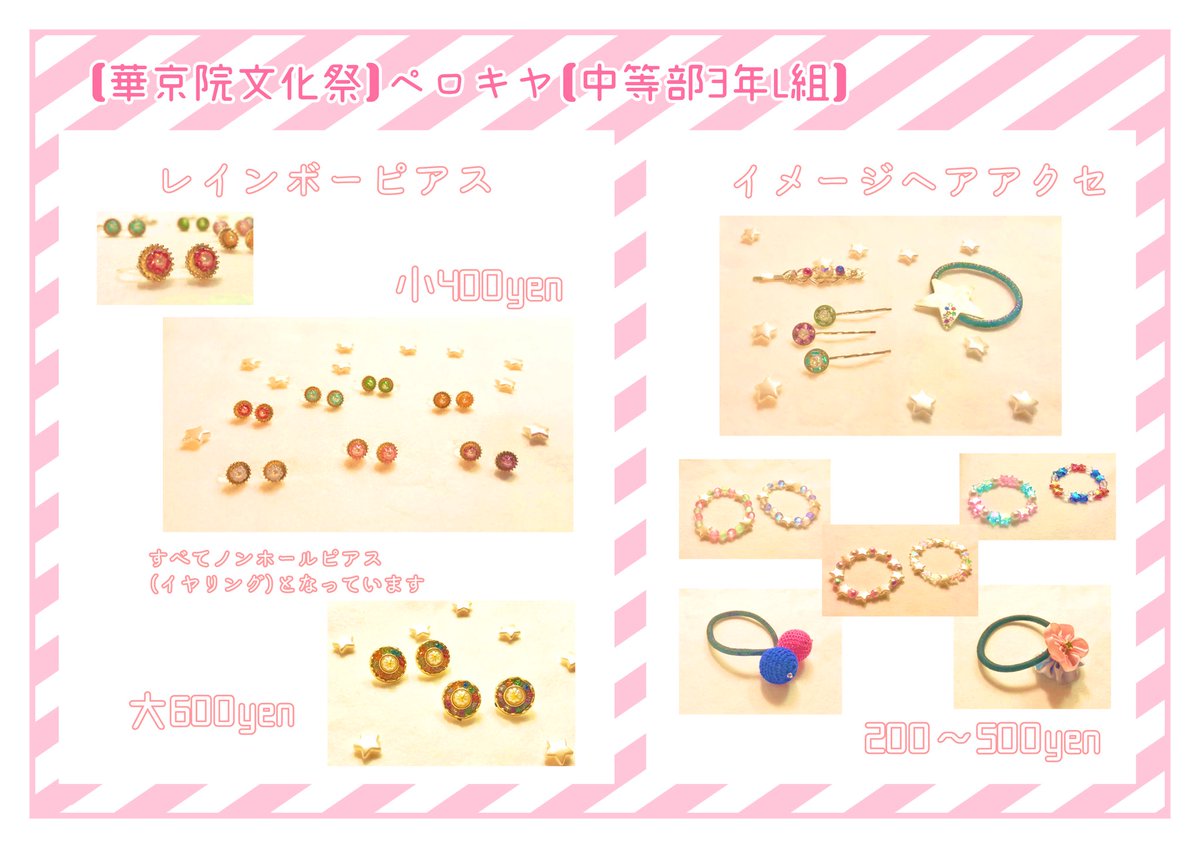 (華京院文化祭)ペロキャ(中等部3年L組)
レインボーピアス
小400yen
すべてノンホールピアス
(イヤリング)となっています
大600yen
イメージヘアアクセ
200～500yen